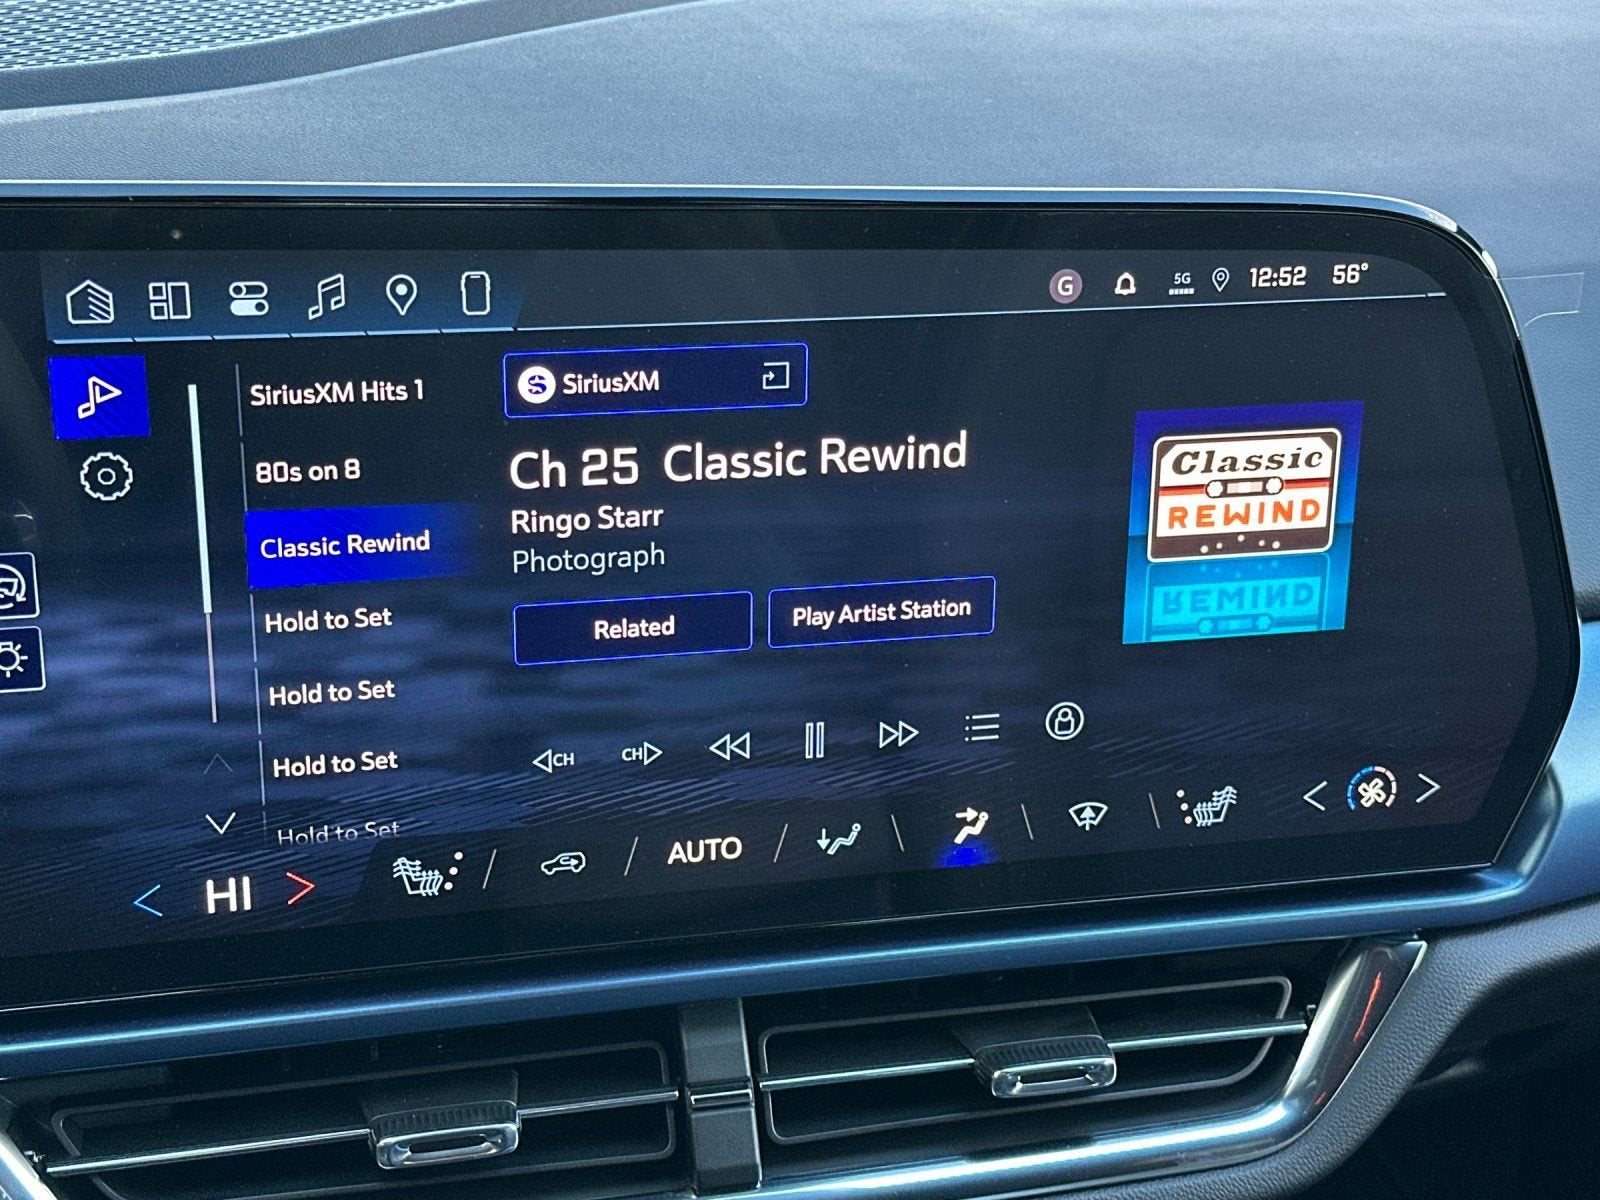 G 5G 12:52 56°
SiriusXM Hits 1
80s on 8
Classic Rewind
Hold to Set
Hold to Set
Hold to Set
Hold to Set
SiriusXM
Ch 25 Classic Rewind
Ringo Starr
Photograph
Related
Play Artist Station
Classic
REWIND
REWIND
CH
CH
HI
AUTO